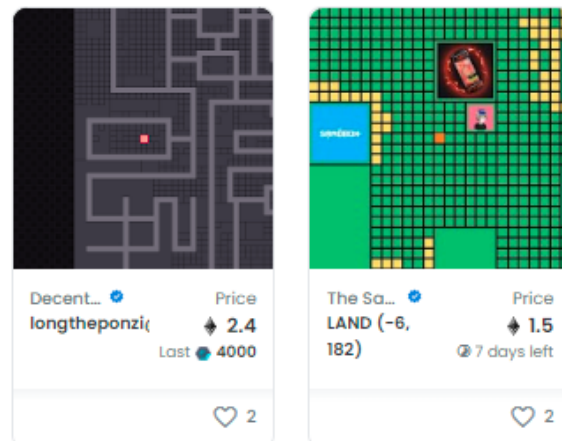 SANDBOX
Decent...
Price
longtheponzi(
2.4
Last 4000
2
The Sa...
Price
LAND (-6,
1.5
182)
7 days left
2